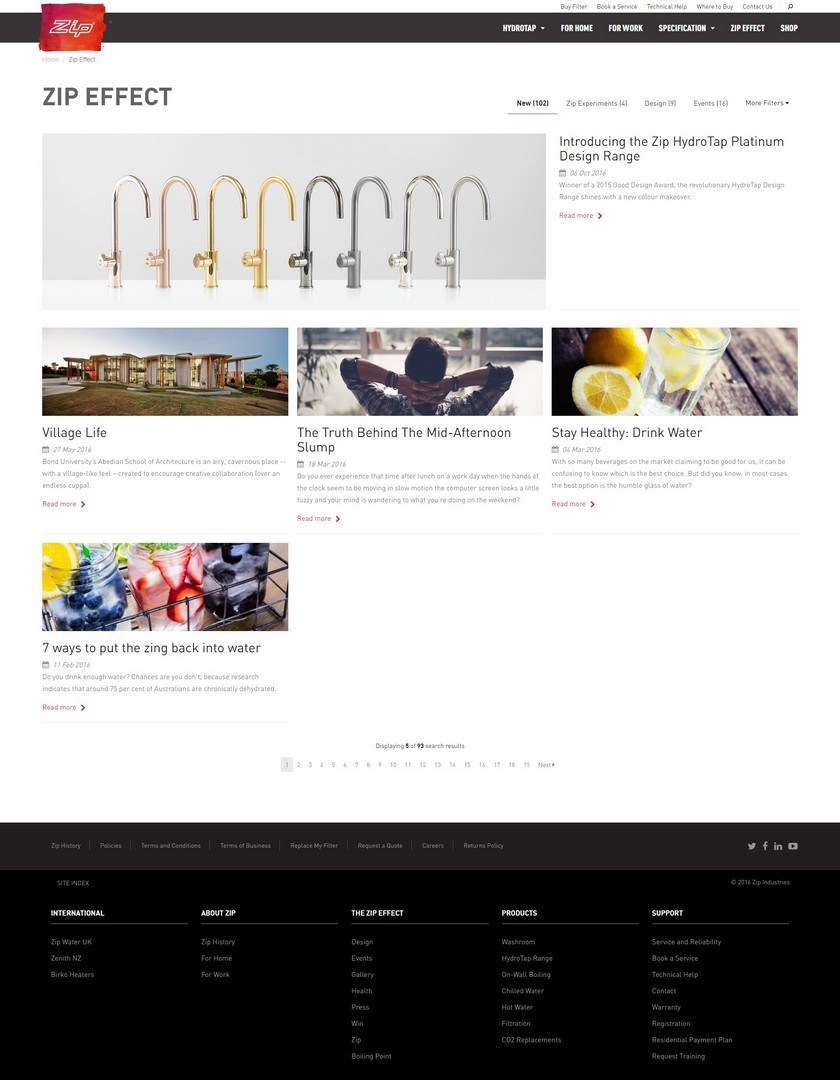 Buy Filter Book a Service Technical Help Where to Buy Contact Us
Zip
HYDROTAP FOR HOME FOR WORK SPECIFICATION ZIP EFFECT SHOP
Home / Zip Effect
ZIP EFFECT
New (102) Zip Experiments (4) Design (9) Events (16) More Filters
Introducing the Zip HydroTap Platinum
Design Range
06 Oct 2016
Winner of a 2015 Good Design Award, the revolutionary HydroTap Design
Range shines with a new colour makeover.
Read more
Village Life
27 May 2016
Bond University's Abedian School of Architecture is an airy, cavernous place --
with a village-like feel – created to encourage creative collaboration (over an
endless cuppa).
Read more
The Truth Behind The Mid-Afternoon
Slump
18 Mar 2016
Do you ever experience that time after lunch on a work day when the hands of
the clock seem to be moving in slow motion the computer screen looks a little
fuzzy and your mind is wandering to what you're doing on the weekend?
Read more
Stay Healthy: Drink Water
04 Mar 2016
With so many beverages on the market claiming to be good for us, it can be
confusing to know which is the best choice. But did you know, in most cases
the best option is the humble glass of water?
Read more
7 ways to put the zing back into water
11 Feb 2016
Do you drink enough water? Chances are you don't, because research
indicates that around 75 per cent of Australians are chronically dehydrated.
Read more
Displaying 5 of 93 search results
1 2 3 4 5 6 7 8 9 10 11 12 13 14 15 16 17 18 19 Next
Zip History Policies Terms and Conditions Terms of Business Replace My Filter Request a Quote Careers Returns Policy
SITE INDEX
© 2016 Zip Industries
INTERNATIONAL
Zip Water UK
Zenith NZ
Birko Heaters
ABOUT ZIP
Zip History
For Home
For Work
THE ZIP EFFECT
Design
Events
Gallery
Health
Press
Win
Zip
Boiling Point
PRODUCTS
Washroom
HydroTap Range
On-Wall Boiling
Chilled Water
Hot Water
Filtration
CO2 Replacements
SUPPORT
Service and Reliability
Book a Service
Technical Help
Contact
Warranty
Registration
Residential Payment Plan
Request Training